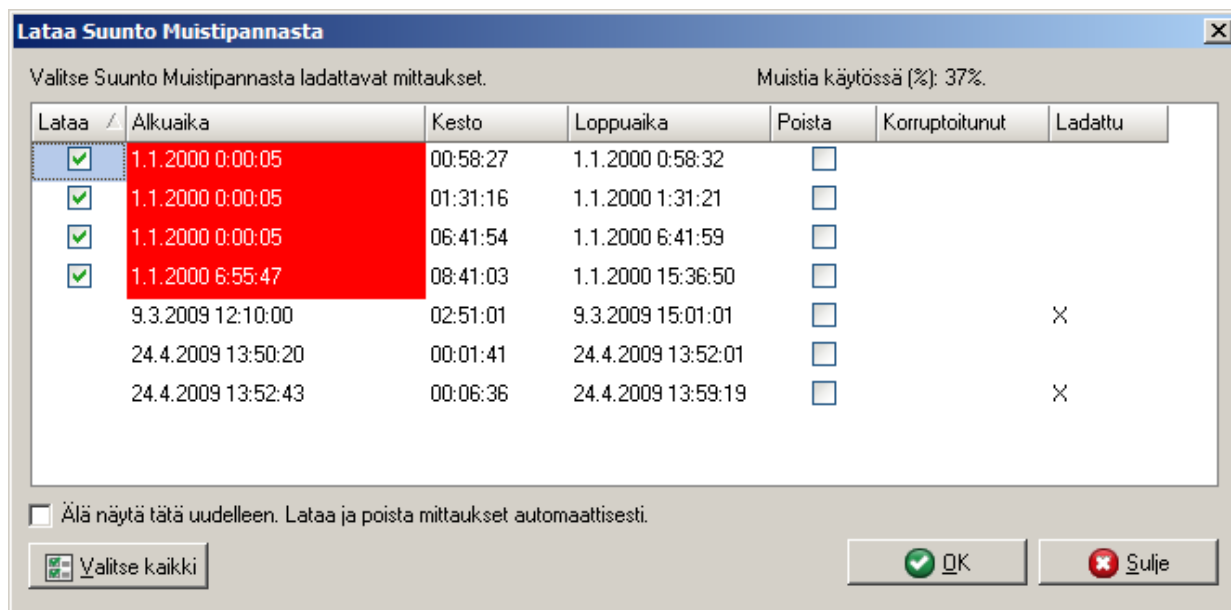 Lataa Suunto Muistipannasta
Valitse Suunto Muistipannasta ladattavat mittaukset. Muistia käytössä (%): 37%.
Lataa Alkuaika Kesto Loppuaika Poista Korruptoitunut Ladattu
1.1.2000 0:00:05 00:58:27 1.1.2000 0:58:32
1.1.2000 0:00:05 01:31:16 1.1.2000 1:31:21
1.1.2000 0:00:05 06:41:54 1.1.2000 6:41:59
1.1.2000 6:55:47 08:41:03 1.1.2000 15:36:50
9.3.2009 12:10:00 02:51:01 9.3.2009 15:01:01 X
24.4.2009 13:50:20 00:01:41 24.4.2009 13:52:01
24.4.2009 13:52:43 00:06:36 24.4.2009 13:59:19 X
Älä näytä tätä uudelleen. Lataa ja poista mittaukset automaattisesti.
Valitse kaikki OK Sulje